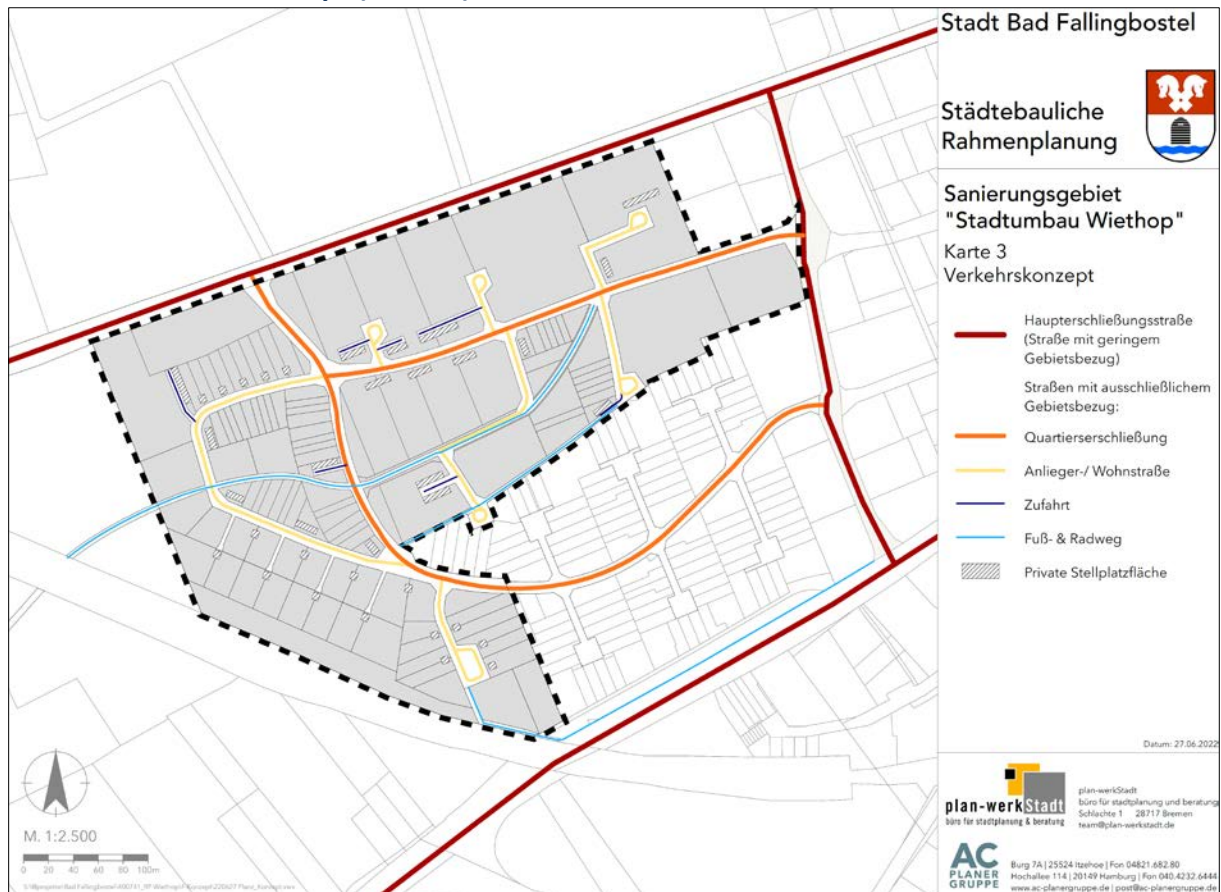 Stadt Bad Fallingbostel
Städtebauliche
Rahmenplanung
Sanierungsgebiet
"Stadtumbau Wiethop"
Karte 3
Verkehrskonzept
Haupterschließungsstraße
(Straße mit geringem
Gebietsbezug)
Straßen mit ausschließlichem
Gebietsbezug:
Quartierserschließung
Anlieger-/ Wohnstraße
Zufahrt
Fuß- & Radweg
Private Stellplatzfläche
Datum: 27.06.2022
plan-werkStadt
büro für stadtplanung & beratung
plan-werkStadt
büro für stadtplanung und beratung
Schlachte 1 28717 Bremen
team@plan-werkstadt.de
AC
PLANER
GRUPPE
Burg 7A | 25524 Itzehoe | Fon 04821.682.80
Hochallee 114 | 20149 Hamburg | Fon 040.4232.6444
www.ac-planergruppe.de | post@ac-planergruppe.de
M. 1:2.500
0 20 40 60 80 100m